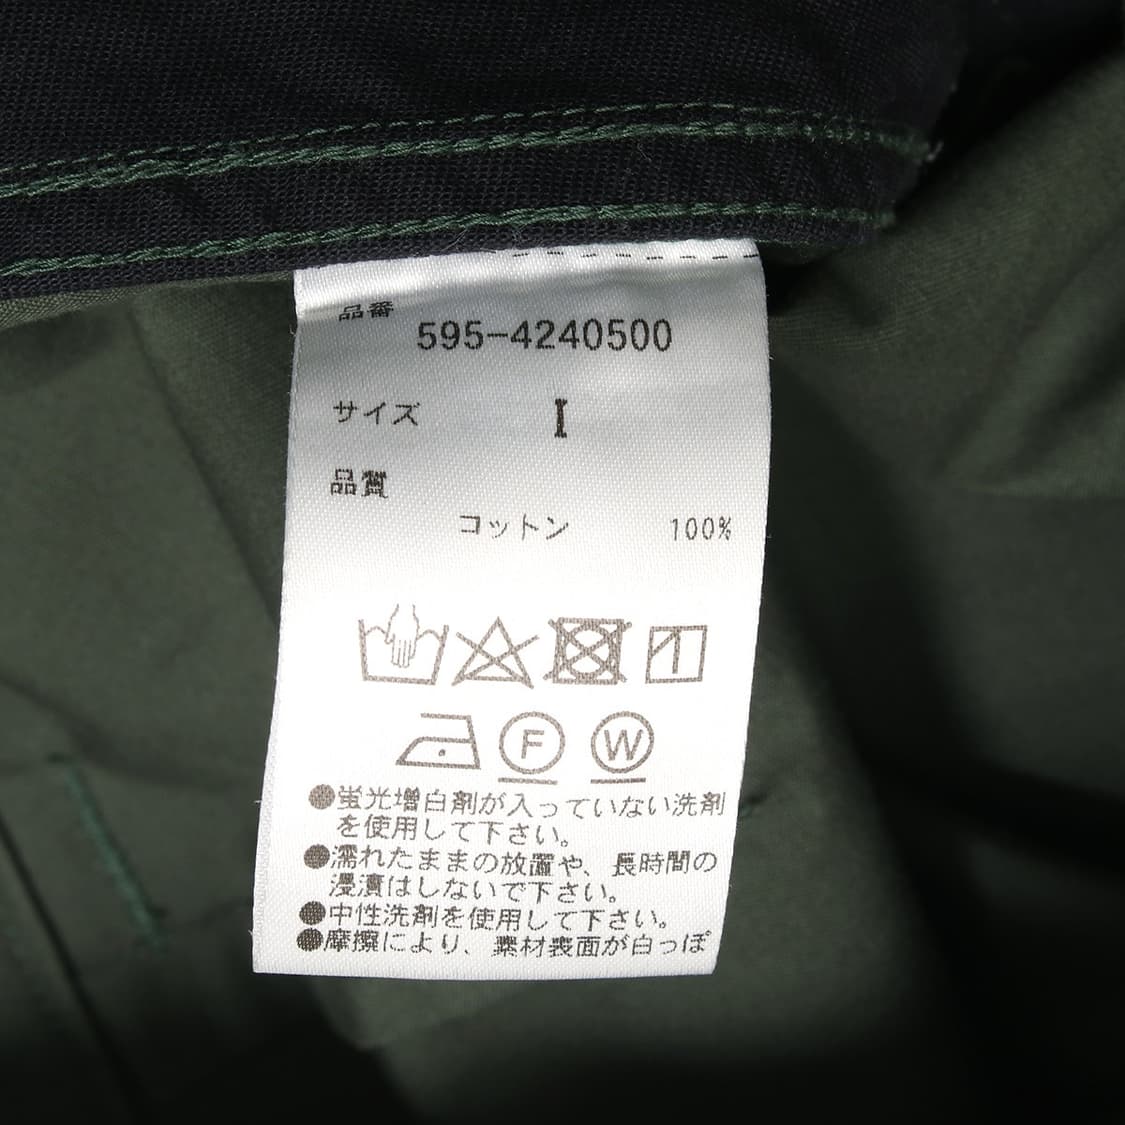 品番
595-4240500
サイズ I
品質
コットン 100%
F W
●蛍光増白剤が入っていない洗剤
を使用して下さい。
●濡れたままの放置や、長時間の
浸漬はしないで下さい。
●中性洗剤を使用して下さい。
●摩擦により、素材表面が白っぽ